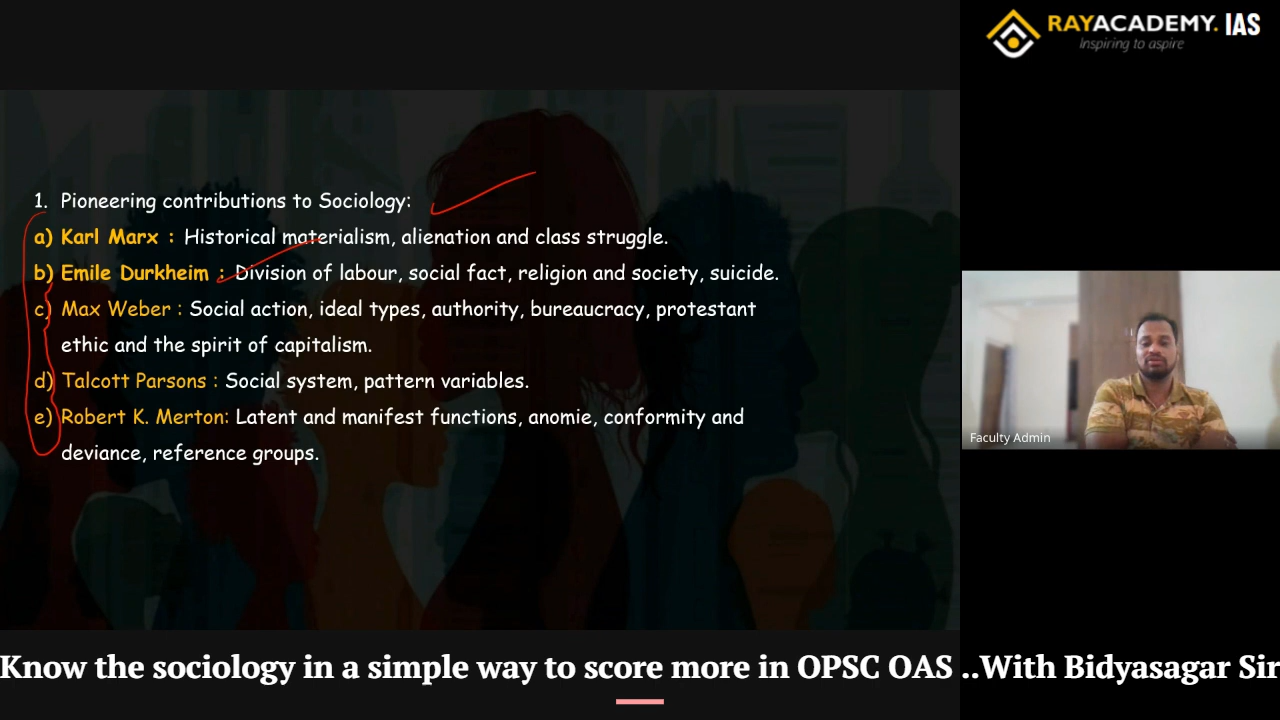 RAYACADEMY. IAS
Inspiring to aspire
1. Pioneering contributions to Sociology:
a) Karl Marx : Historical materialism, alienation and class struggle.
b) Emile Durkheim : Division of labour, social fact, religion and society, suicide.
c) Max Weber : Social action, ideal types, authority, bureaucracy, protestant
ethic and the spirit of capitalism.
d) Talcott Parsons : Social system, pattern variables.
e) Robert K. Merton: Latent and manifest functions, anomie, conformity and
deviance, reference groups.
Faculty Admin
Know the sociology in a simple way to score more in OPSC OAS ..With Bidyasagar Sir